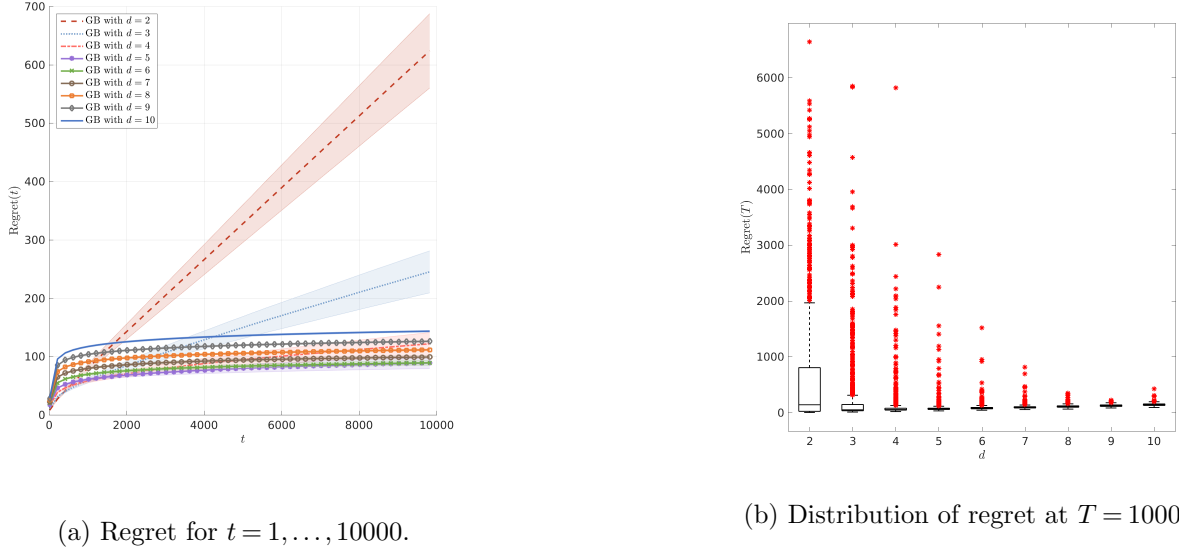 700
600
500
400
300
200
100
0
Regret(t)
GB with d = 2
GB with d = 3
GB with d = 4
GB with d = 5
GB with d = 6
GB with d = 7
GB with d = 8
GB with d = 9
GB with d = 10
0 2000 4000 6000 8000 10000
t
(a) Regret for t = 1, . . . , 10000.
6000
5000
4000
3000
2000
1000
0
Regret(T)
2 3 4 5 6 7 8 9 10
d
(b) Distribution of regret at T = 1000